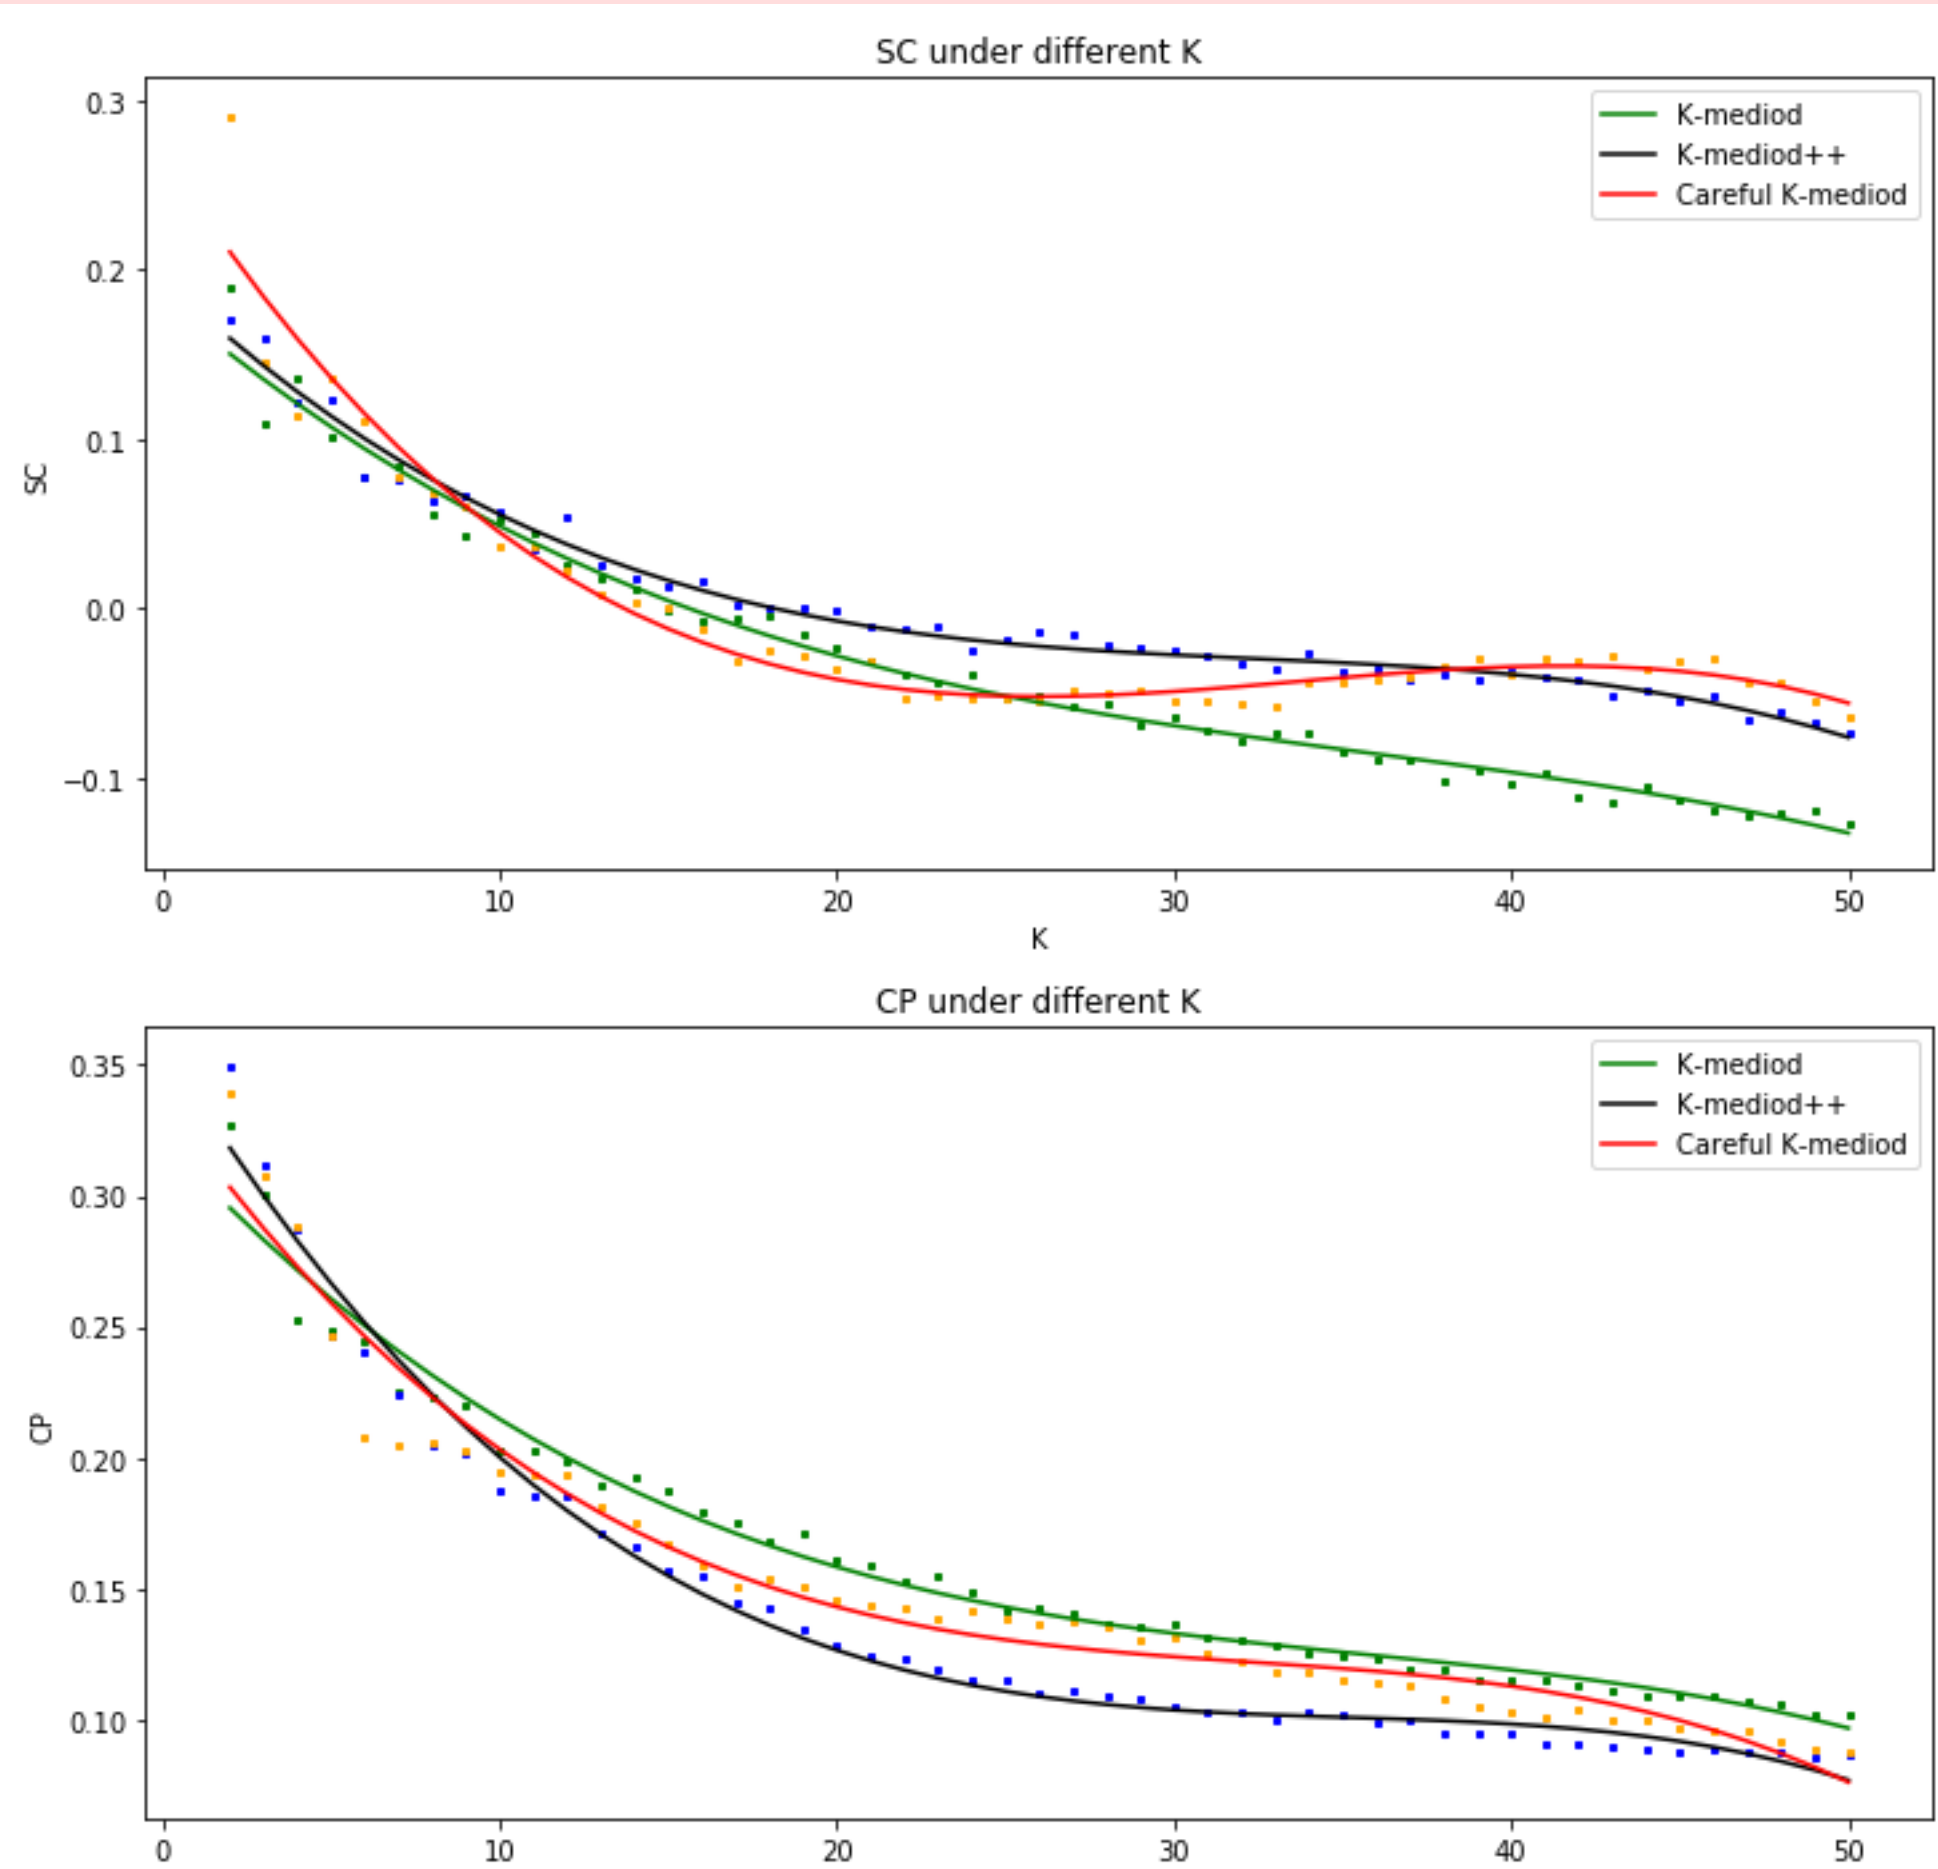 SC under different K
0.3
0.2
0.1
0.0
−0.1
SC
K-mediod
K-mediod++
Careful K-mediod
0 10 20 30 40 50
K
CP under different K
0.35
0.30
0.25
0.20
0.15
0.10
CP
K-mediod
K-mediod++
Careful K-mediod
0 10 20 30 40 50